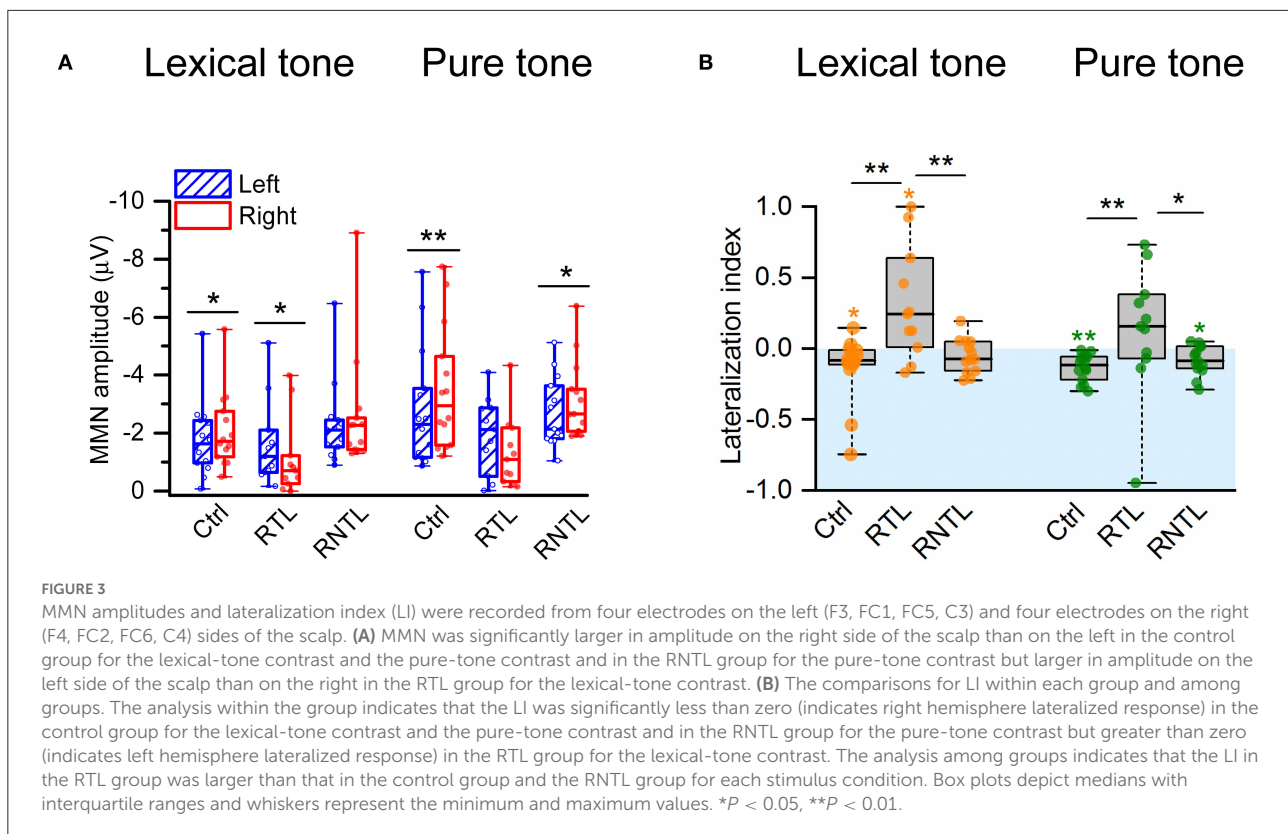 A Lexical tone Pure tone
Left
Right
MMN amplitude (μV)
-10
-8
-6
-4
-2
0
* * ** *
Ctrl RTL RNTL Ctrl RTL RNTL
B Lexical tone Pure tone
Lateralization index
1.0
0.5
0.0
-0.5
-1.0
** ** ** *
* * ** *
Ctrl RTL RNTL Ctrl RTL RNTL
FIGURE 3
MMN amplitudes and lateralization index (LI) were recorded from four electrodes on the left (F3, FC1, FC5, C3) and four electrodes on the right
(F4, FC2, FC6, C4) sides of the scalp. (A) MMN was significantly larger in amplitude on the right side of the scalp than on the left in the control
group for the lexical-tone contrast and the pure-tone contrast and in the RNTL group for the pure-tone contrast but larger in amplitude on the
left side of the scalp than on the right in the RTL group for the lexical-tone contrast. (B) The comparisons for LI within each group and among
groups. The analysis within the group indicates that the LI was significantly less than zero (indicates right hemisphere lateralized response) in the
control group for the lexical-tone contrast and the pure-tone contrast and in the RNTL group for the pure-tone contrast but greater than zero
(indicates left hemisphere lateralized response) in the RTL group for the lexical-tone contrast. The analysis among groups indicates that the LI in
the RTL group was larger than that in the control group and the RNTL group for each stimulus condition. Box plots depict medians with
interquartile ranges and whiskers represent the minimum and maximum values. *P < 0.05, **P < 0.01.